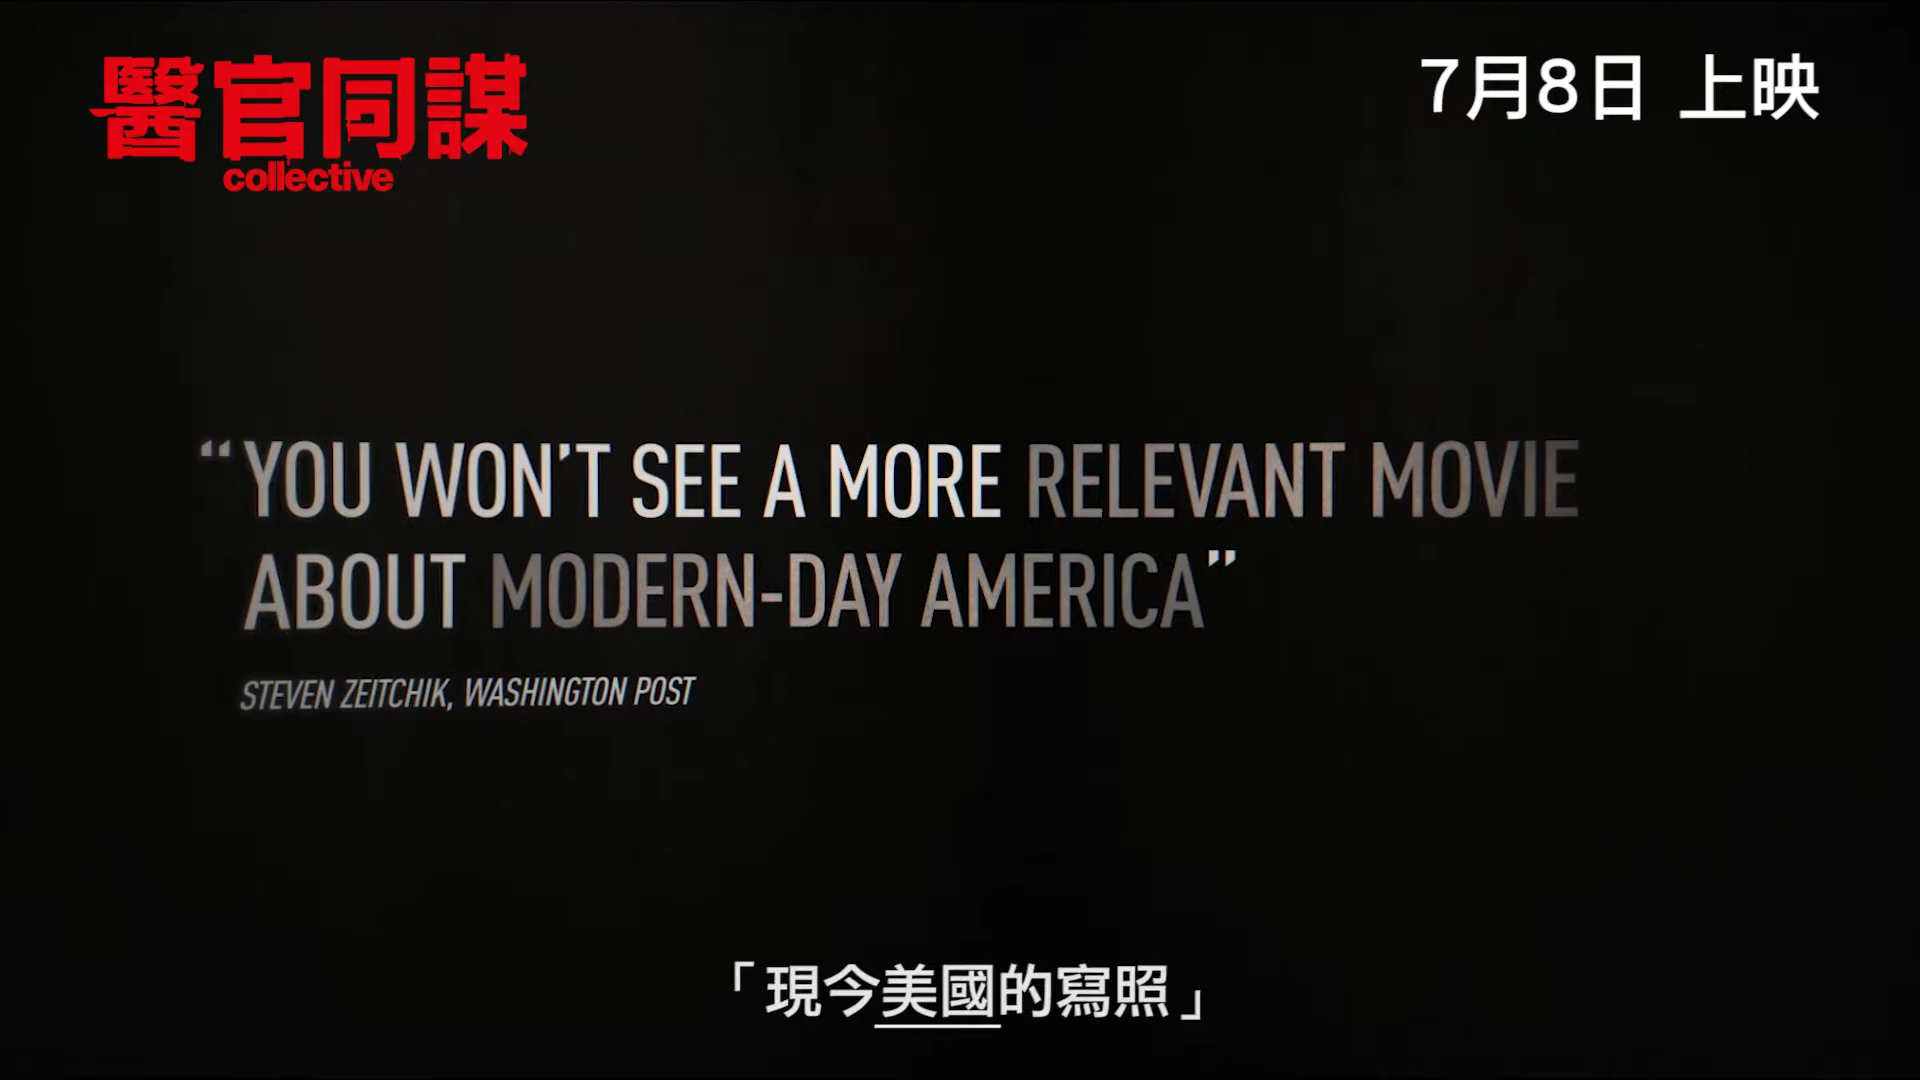 醫官同謀
collective
7月8日 上映
“YOU WON’T SEE A MORE RELEVANT MOVIE
ABOUT MODERN-DAY AMERICA”
STEVEN ZEITCHIK, WASHINGTON POST
「現今美國的寫照」